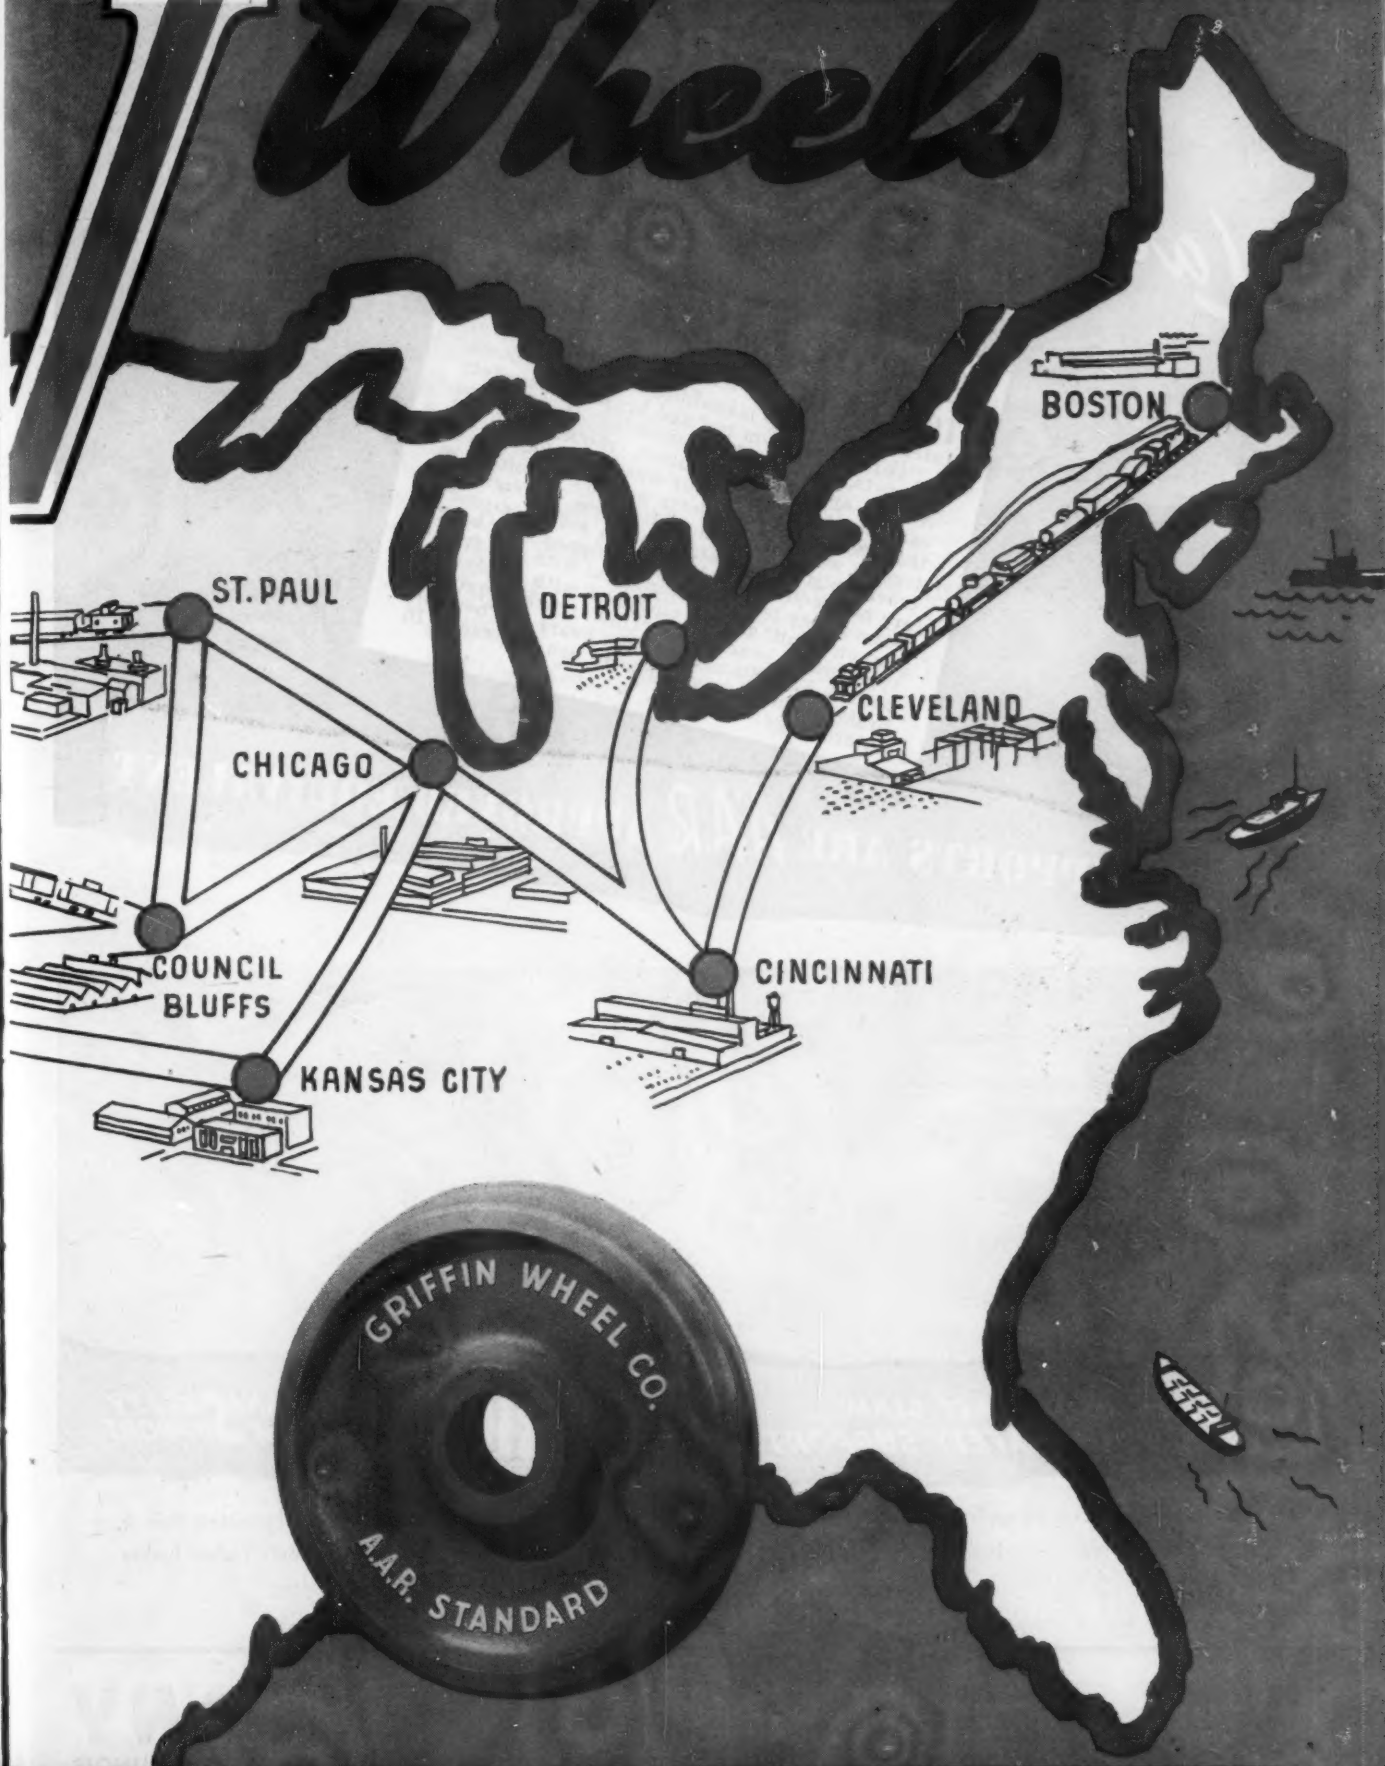 Wheels
BOSTON
ST. PAUL
DETROIT
CLEVELAND
CHICAGO
COUNCIL
BLUFFS
CINCINNATI
KANSAS CITY
GRIFFIN WHEEL CO.
A.A.R. STANDARD